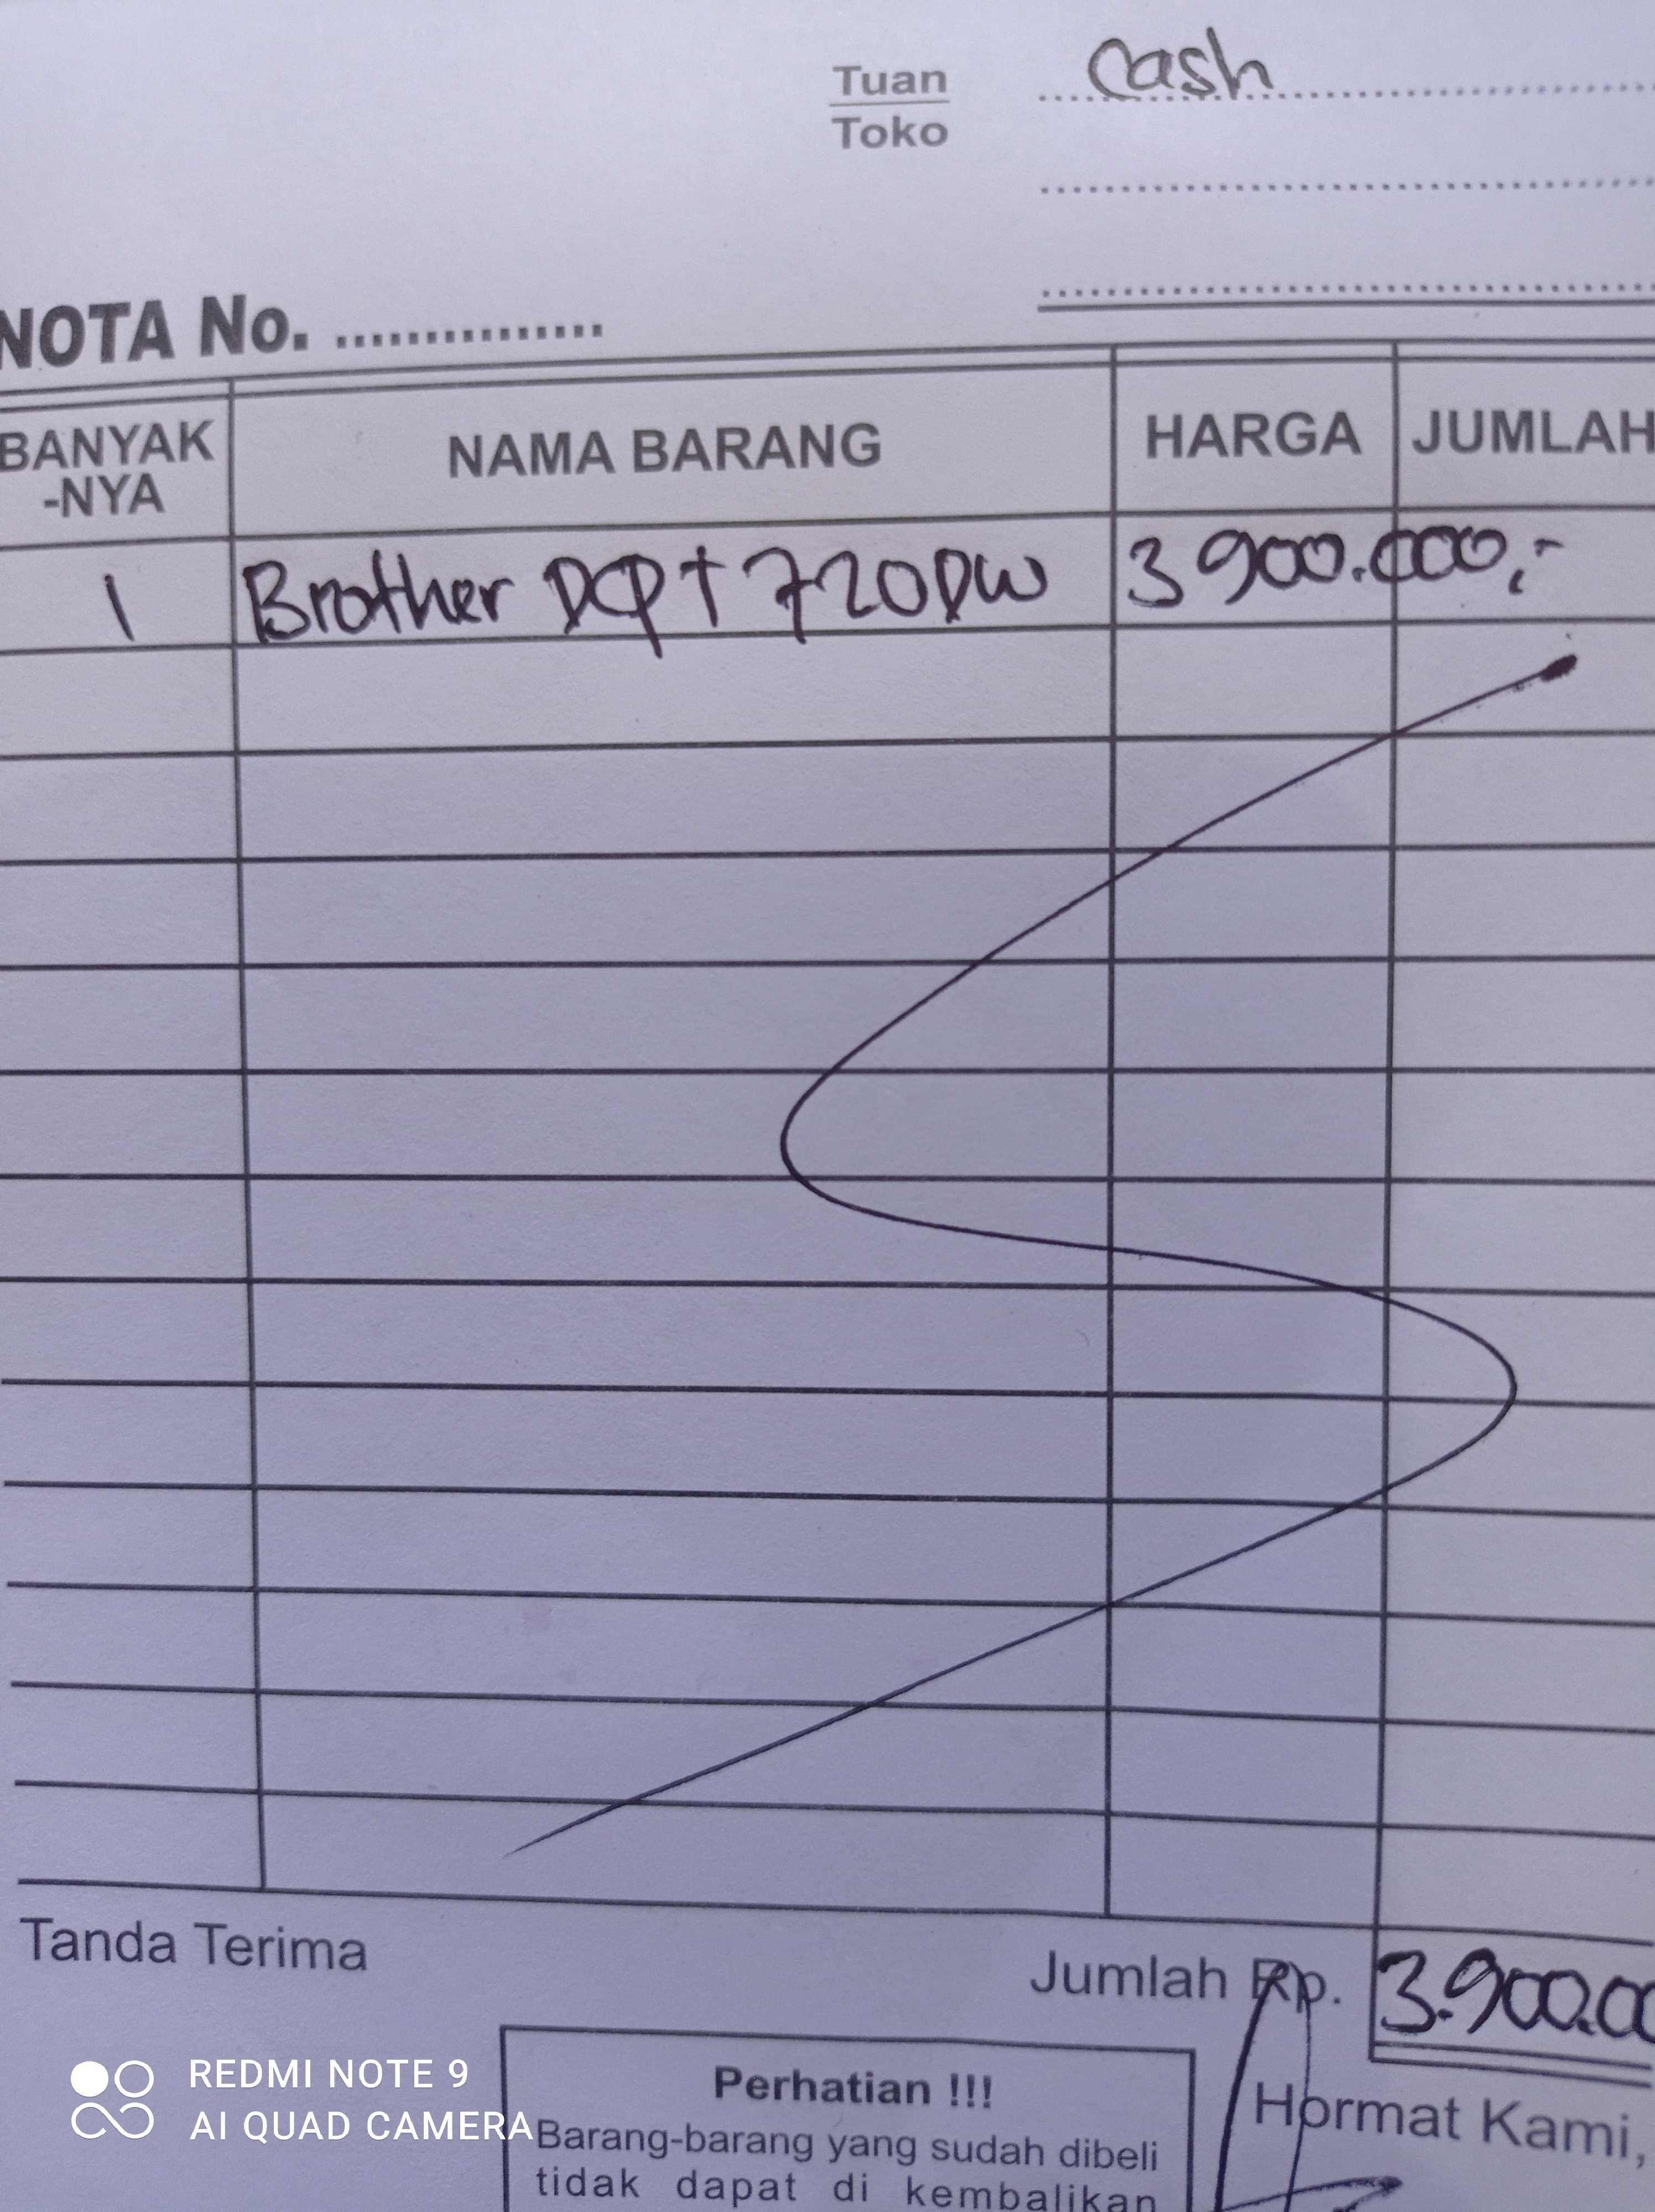 Tuan Cash
Toko
NOTA No. ...............
BANYAK
-NYA
NAMA BARANG
HARGA
JUMLAH
1 Brother DCP T 720DW 3 900.000,-
Tanda Terima
Jumlah Rp. 3.900.00
Perhatian !!!
Hormat Kami,
Barang-barang yang sudah dibeli
tidak dapat di kembalikan
REDMI NOTE 9
AI QUAD CAMERA